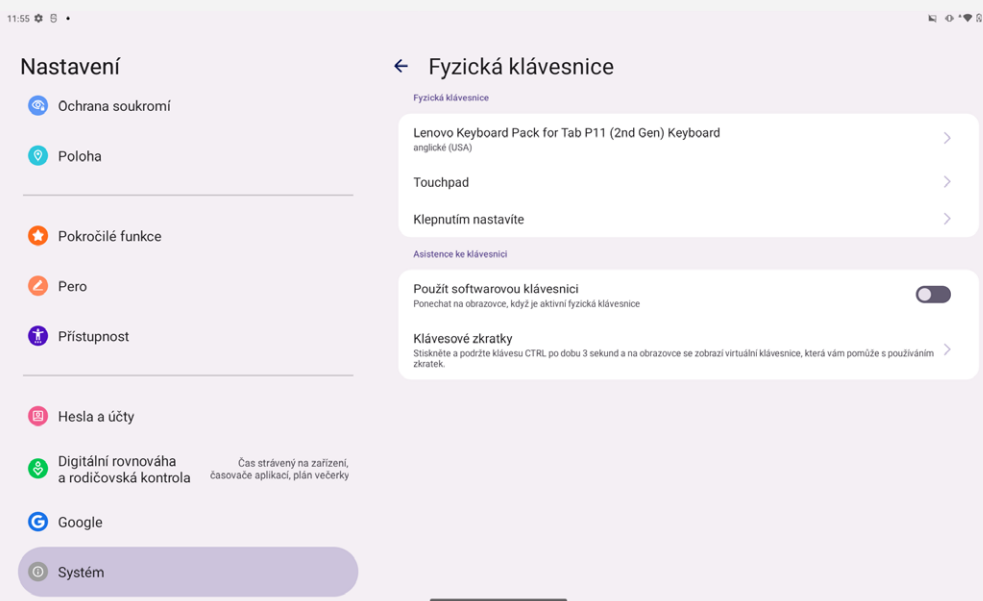 11:55
Nastavení
Ochrana soukromí
Poloha
Pokročilé funkce
Pero
Přístupnost
Hesla a účty
Digitální rovnováha
a rodičovská kontrola
Čas strávený na zařízení,
časovače aplikací, plán večerky
Google
Systém
Fyzická klávesnice
Fyzická klávesnice
Lenovo Keyboard Pack for Tab P11 (2nd Gen) Keyboard
anglické (USA)
Touchpad
Klepnutím nastavíte
Asistence ke klávesnici
Použít softwarovou klávesnici
Ponechat na obrazovce, když je aktivní fyzická klávesnice
Klávesové zkratky
Stiskněte a podržte klávesu CTRL po dobu 3 sekund a na obrazovce se zobrazí virtuální klávesnice, která vám pomůže s používáním
zkratek.